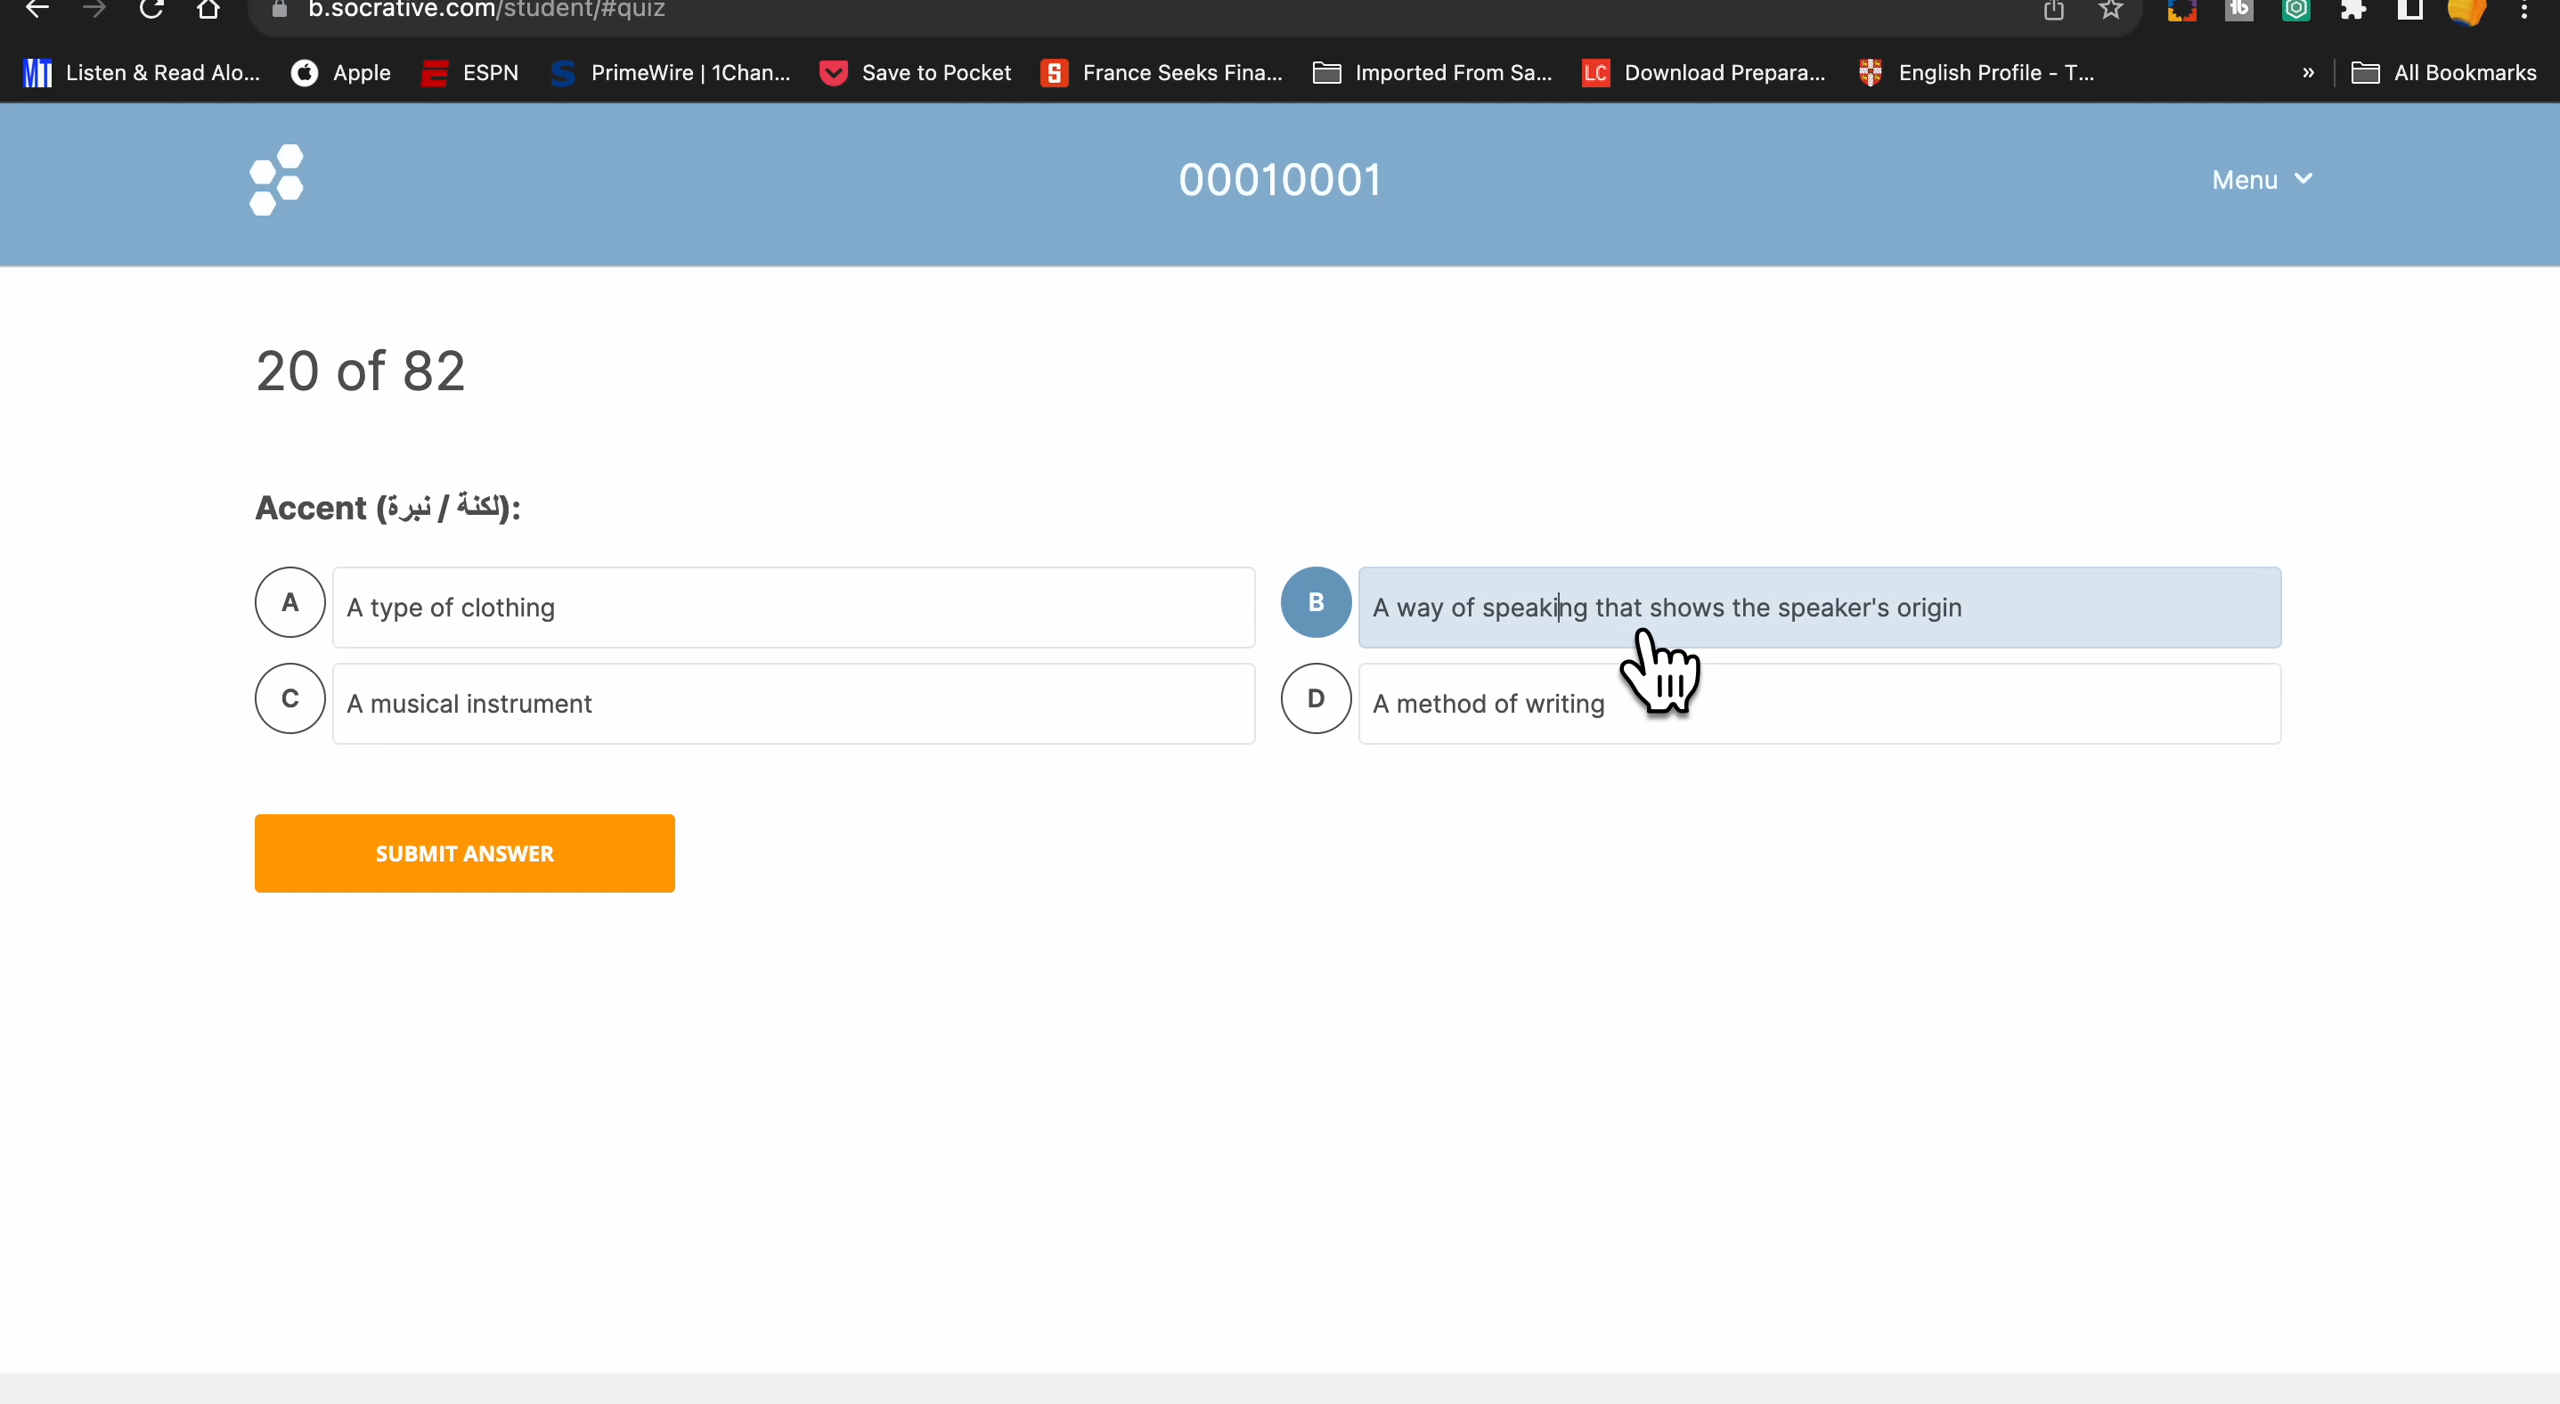 b.socrative.com/student/#quiz
Listen & Read Alo... Apple ESPN PrimeWire | 1Chan... Save to Pocket France Seeks Fina... Imported From Sa... Download Prepara... English Profile - T... » All Bookmarks
00010001
Menu
20 of 82
Accent (لكنة / نبرة):
A A type of clothing
B A way of speaking that shows the speaker's origin
C A musical instrument
D A method of writing
SUBMIT ANSWER